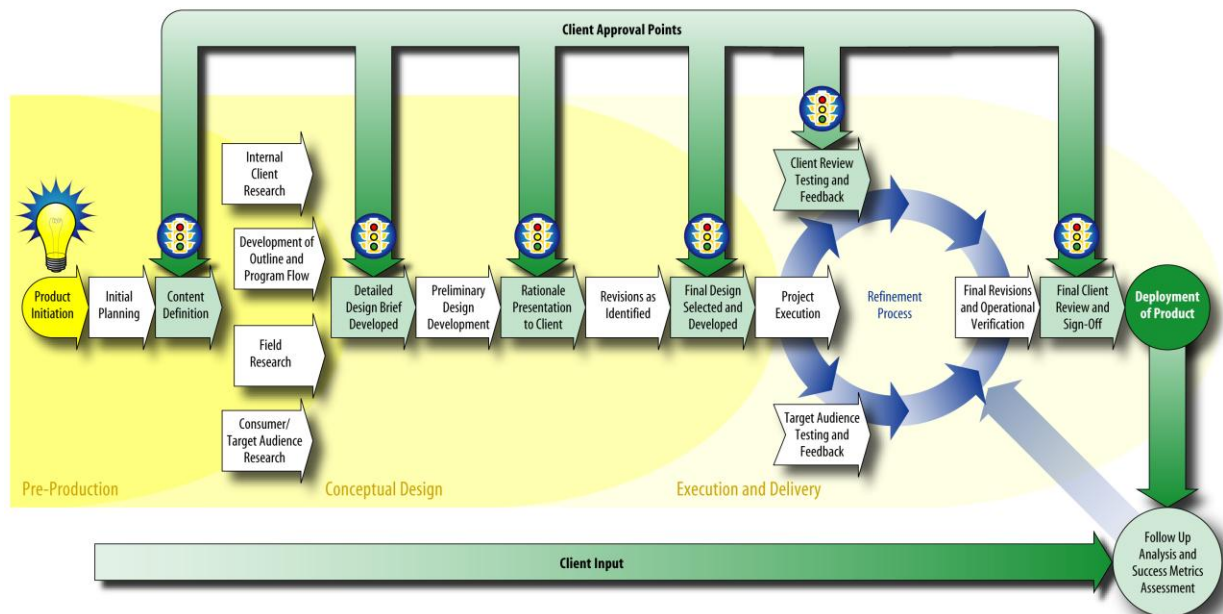 Client Approval Points
Internal
Client
Research
Client Review
Testing and
Feedback
Development of
Outline and
Program Flow
Product
Initiation
Initial
Planning
Content
Definition
Detailed
Design Brief
Developed
Preliminary
Design
Development
Rationale
Presentation
to Client
Revisions as
Identified
Final Design
Selected and
Developed
Project
Execution
Refinement
Process
Final Revisions
and Operational
Verification
Final Client
Review and
Sign-Off
Deployment
of Product
Field
Research
Consumer/
Target Audience
Research
Target Audience
Testing and
Feedback
Pre-Production
Conceptual Design
Execution and Delivery
Client Input
Follow Up
Analysis and
Success Metrics
Assessment